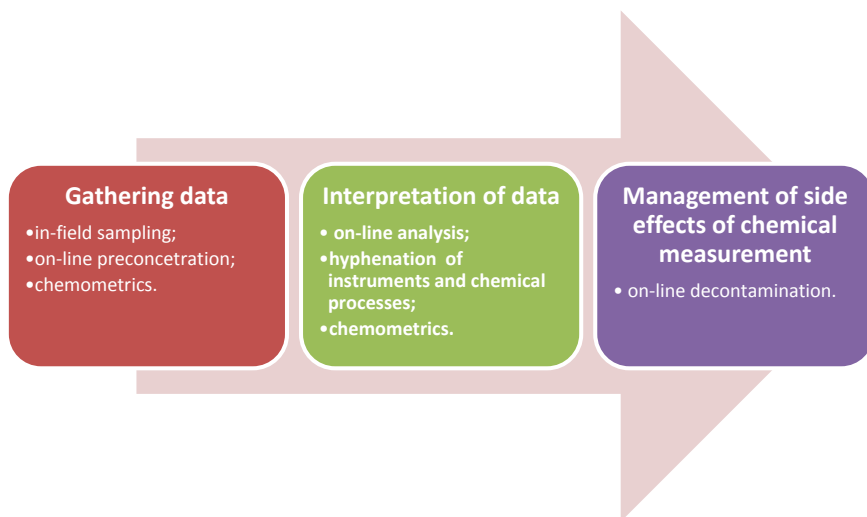 Gathering data
•in-field sampling;
•on-line preconcetration;
•chemometrics.
Interpretation of data
• on-line analysis;
•hyphenation of
instruments and chemical
processes;
•chemometrics.
Management of side
effects of chemical
measurement
• on-line decontamination.